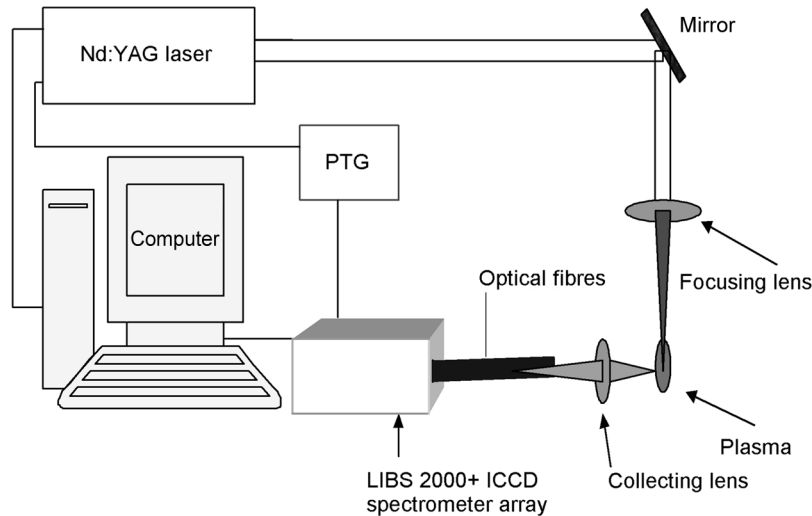 Nd:YAG laser
Mirror
PTG
Computer
Optical fibres
Focusing lens
Plasma
LIBS 2000+ ICCD
spectrometer array
Collecting lens